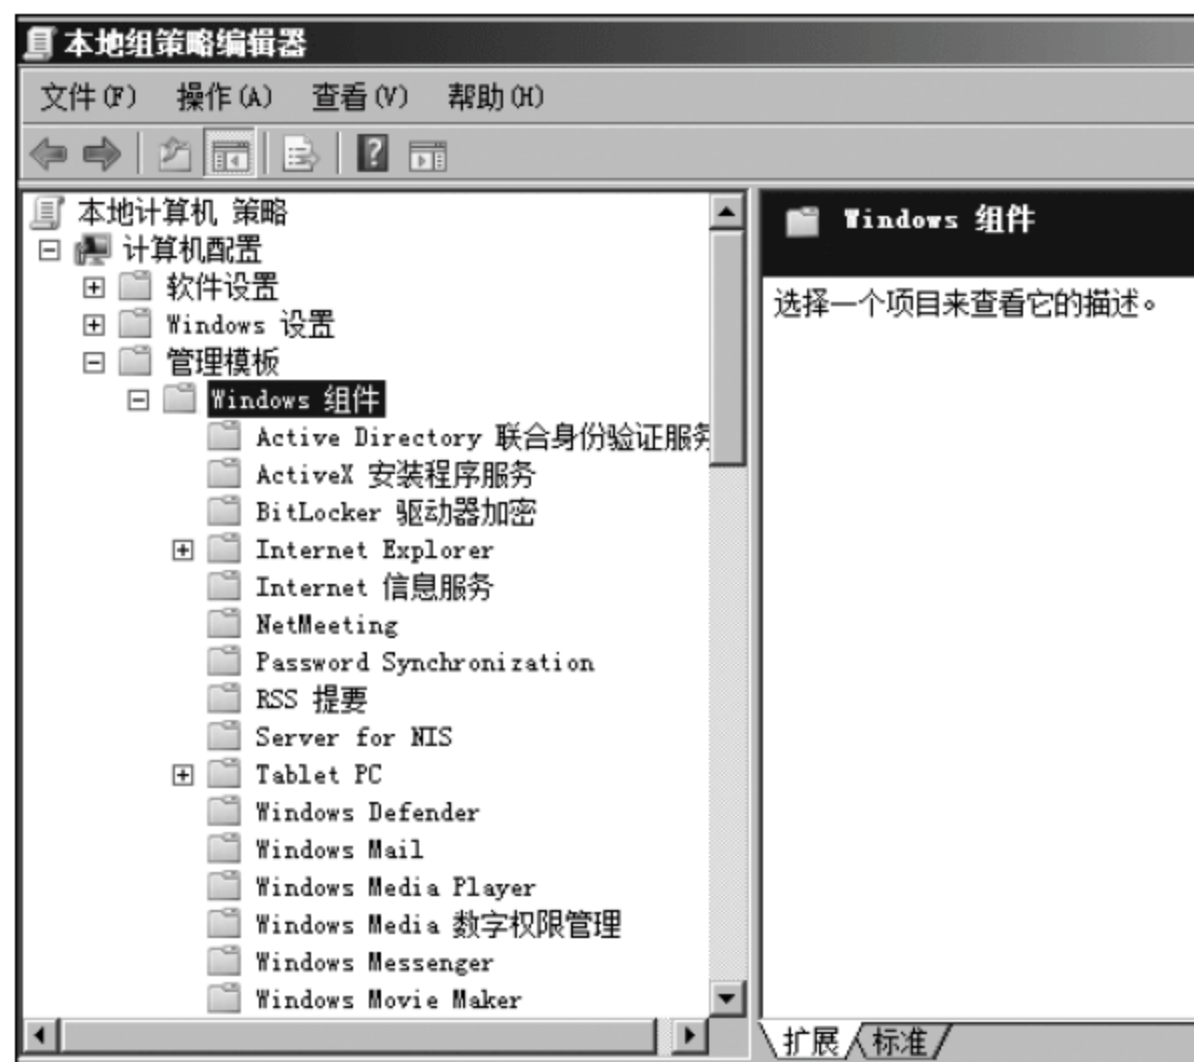 本地组策略编辑器
文件(F) 操作(A) 查看(V) 帮助(H)
本地计算机 策略
计算机配置
软件设置
Windows 设置
管理模板
Windows 组件
Active Directory 联合身份验证服务
ActiveX 安装程序服务
BitLocker 驱动器加密
Internet Explorer
Internet 信息服务
NetMeeting
Password Synchronization
RSS 提要
Server for NIS
Tablet PC
Windows Defender
Windows Mail
Windows Media Player
Windows Media 数字权限管理
Windows Messenger
Windows Movie Maker
Windows 组件
选择一个项目来查看它的描述。
扩展 标准